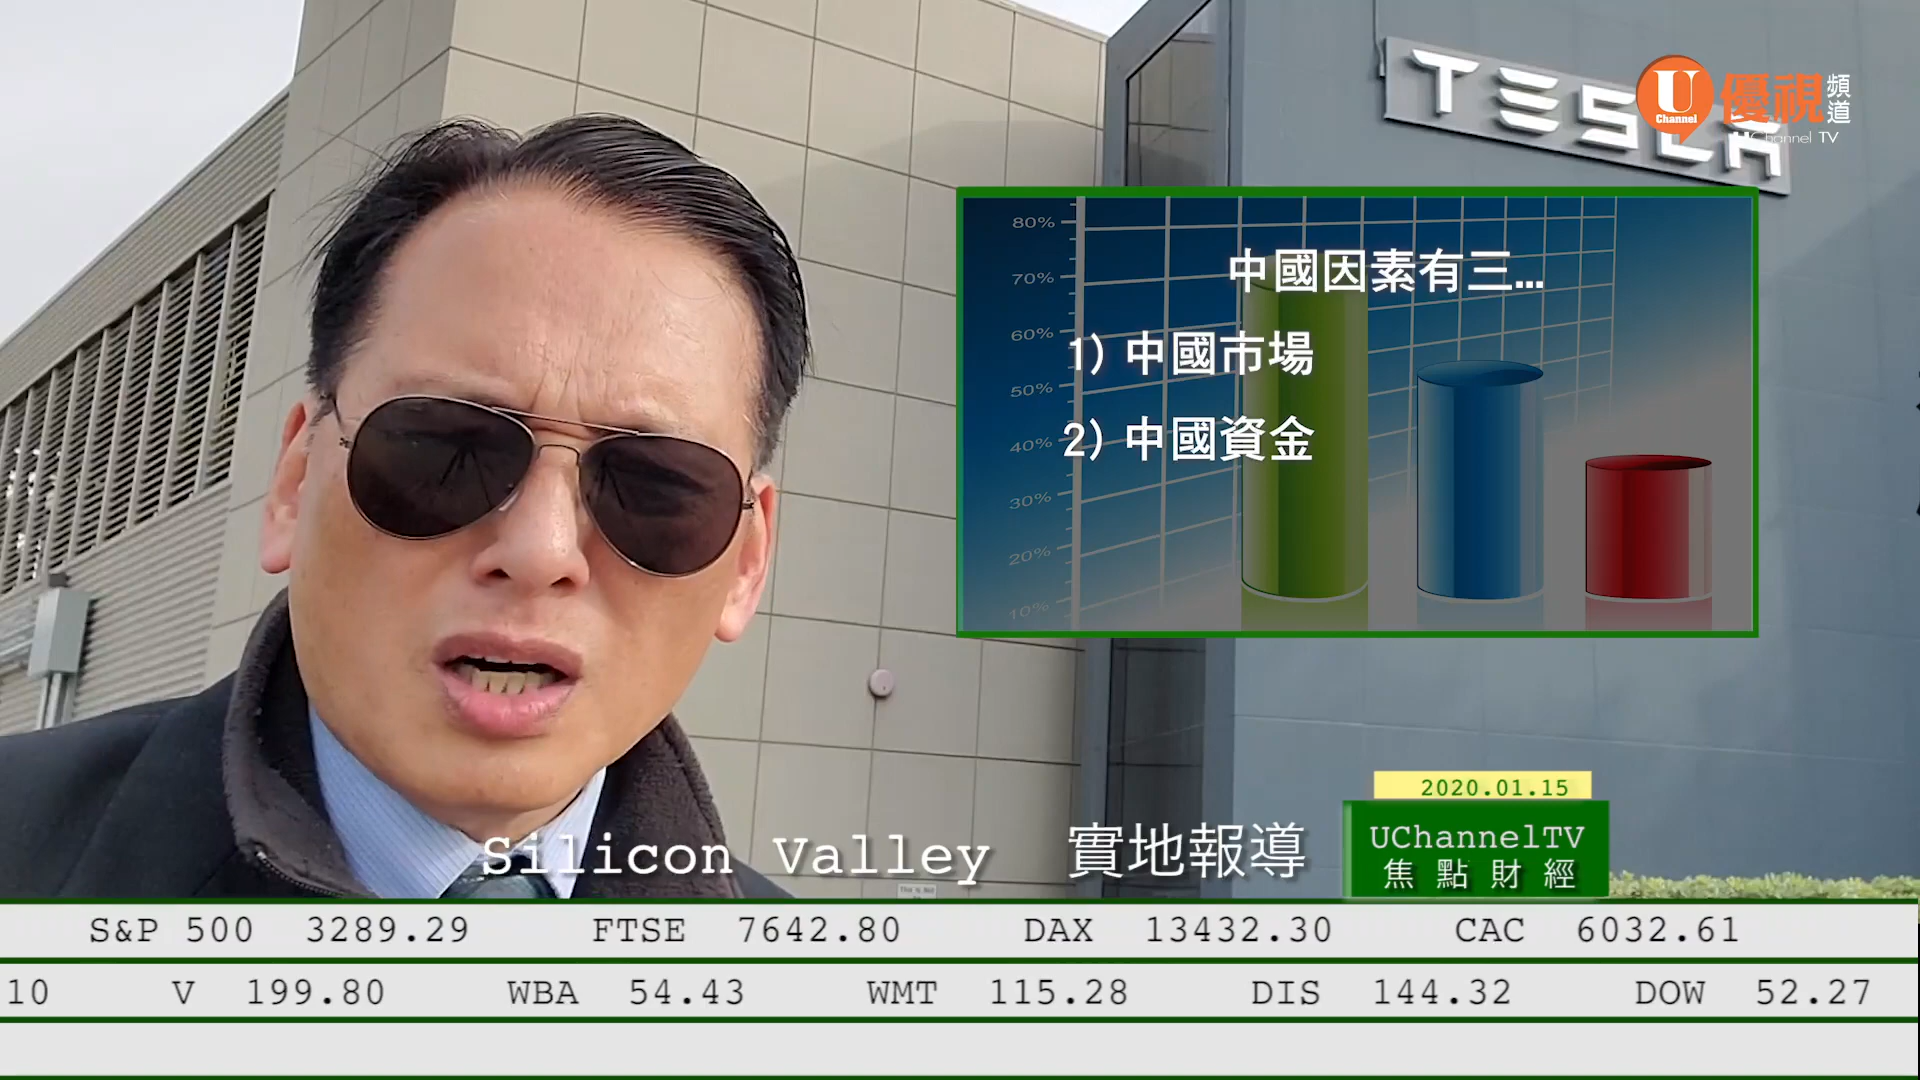 TESLA
U
Channel
優視
頻道
UChannel TV
80%
70%
60%
50%
40%
30%
20%
10%
中國因素有三...
1) 中國市場
2) 中國資金
2020.01.15
Silicon Valley 實地報導
UChannelTV
焦點財經
S&P 500 3289.29 FTSE 7642.80 DAX 13432.30 CAC 6032.61
10 V 199.80 WBA 54.43 WMT 115.28 DIS 144.32 DOW 52.27